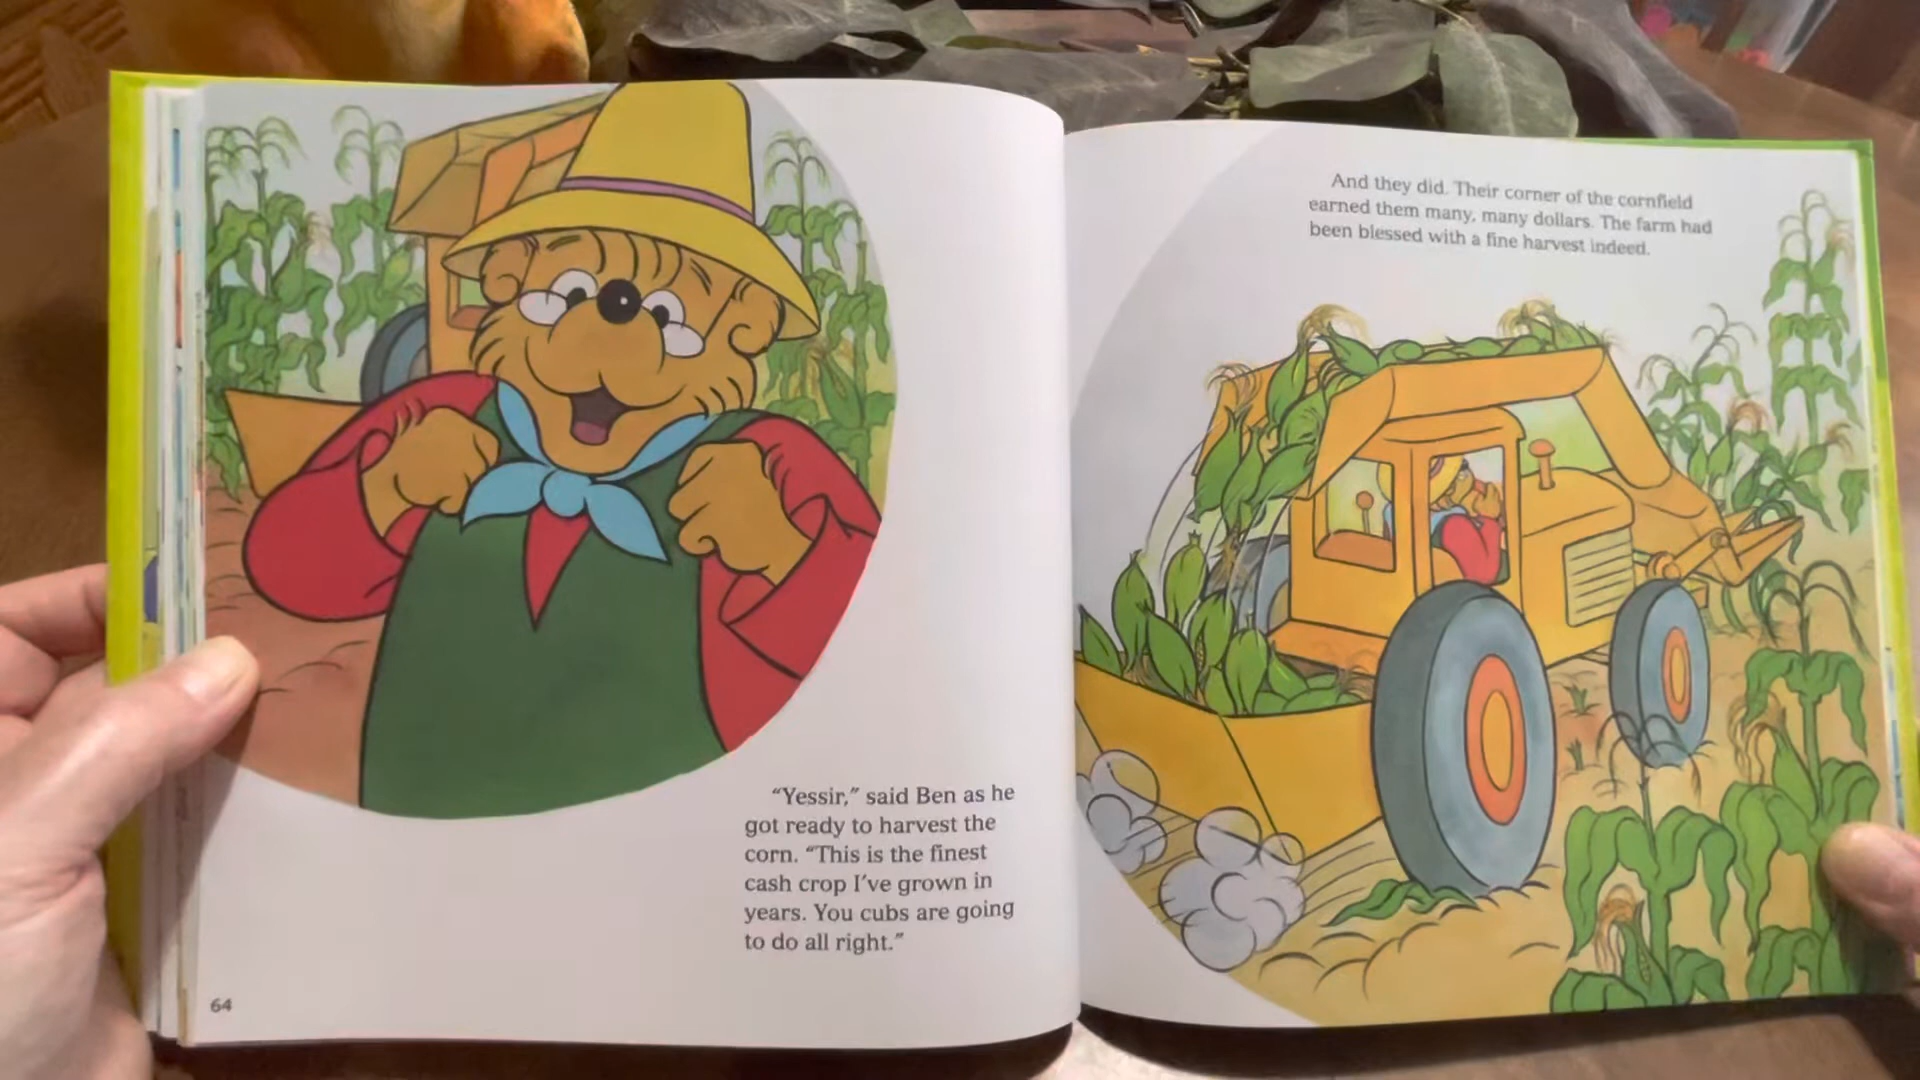 “Yessir,” said Ben as he
got ready to harvest the
corn. “This is the finest
cash crop I’ve grown in
years. You cubs are going
to do all right.”
64
And they did. Their corner of the cornfield
earned them many, many dollars. The farm had
been blessed with a fine harvest indeed.